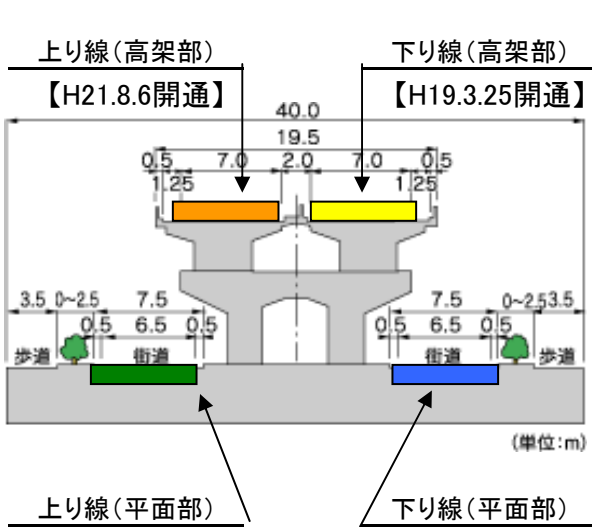 上り線（高架部） 下り線（高架部）
【H21.8.6開通】 【H19.3.25開通】
40.0
19.5
0.5 7.0 2.0 7.0 0.5
1.25 1.25
3.5 0~2.5 7.5 7.5 0~2.5 3.5
0.5 6.5 0.5 0.5 6.5 0.5
歩道 街道 街道 歩道
(単位:m)
上り線（平面部） 下り線（平面部）